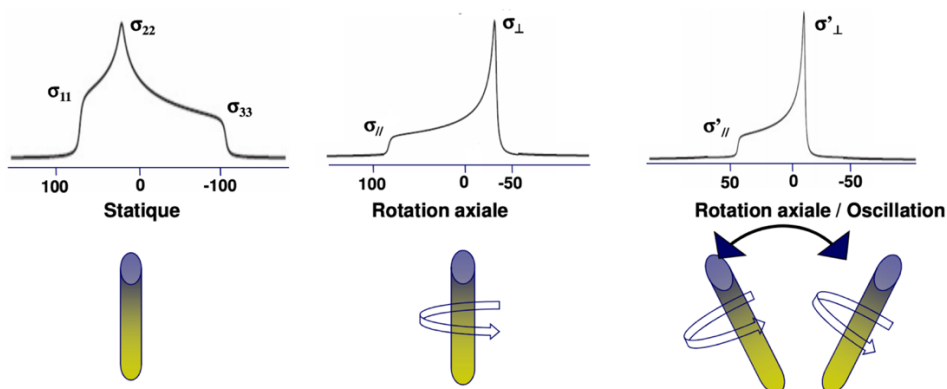 σ22
σ11
σ33
100 0 -100
Statique
σ⊥
σ//
100 0 -50
Rotation axiale
σ'⊥
σ'//
50 0 -50
Rotation axiale / Oscillation